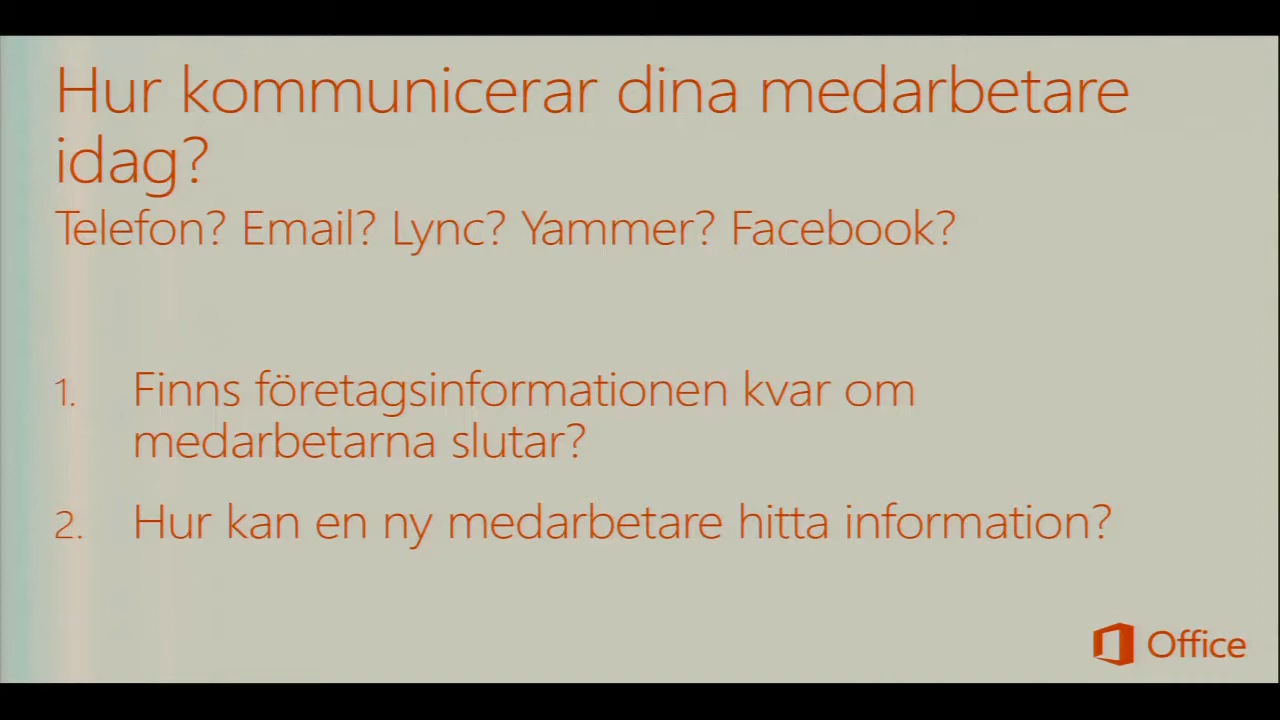 Hur kommunicerar dina medarbetare
idag?
Telefon? Email? Lync? Yammer? Facebook?
1. Finns företagsinformationen kvar om
medarbetarna slutar?
2. Hur kan en ny medarbetare hitta information?
Office